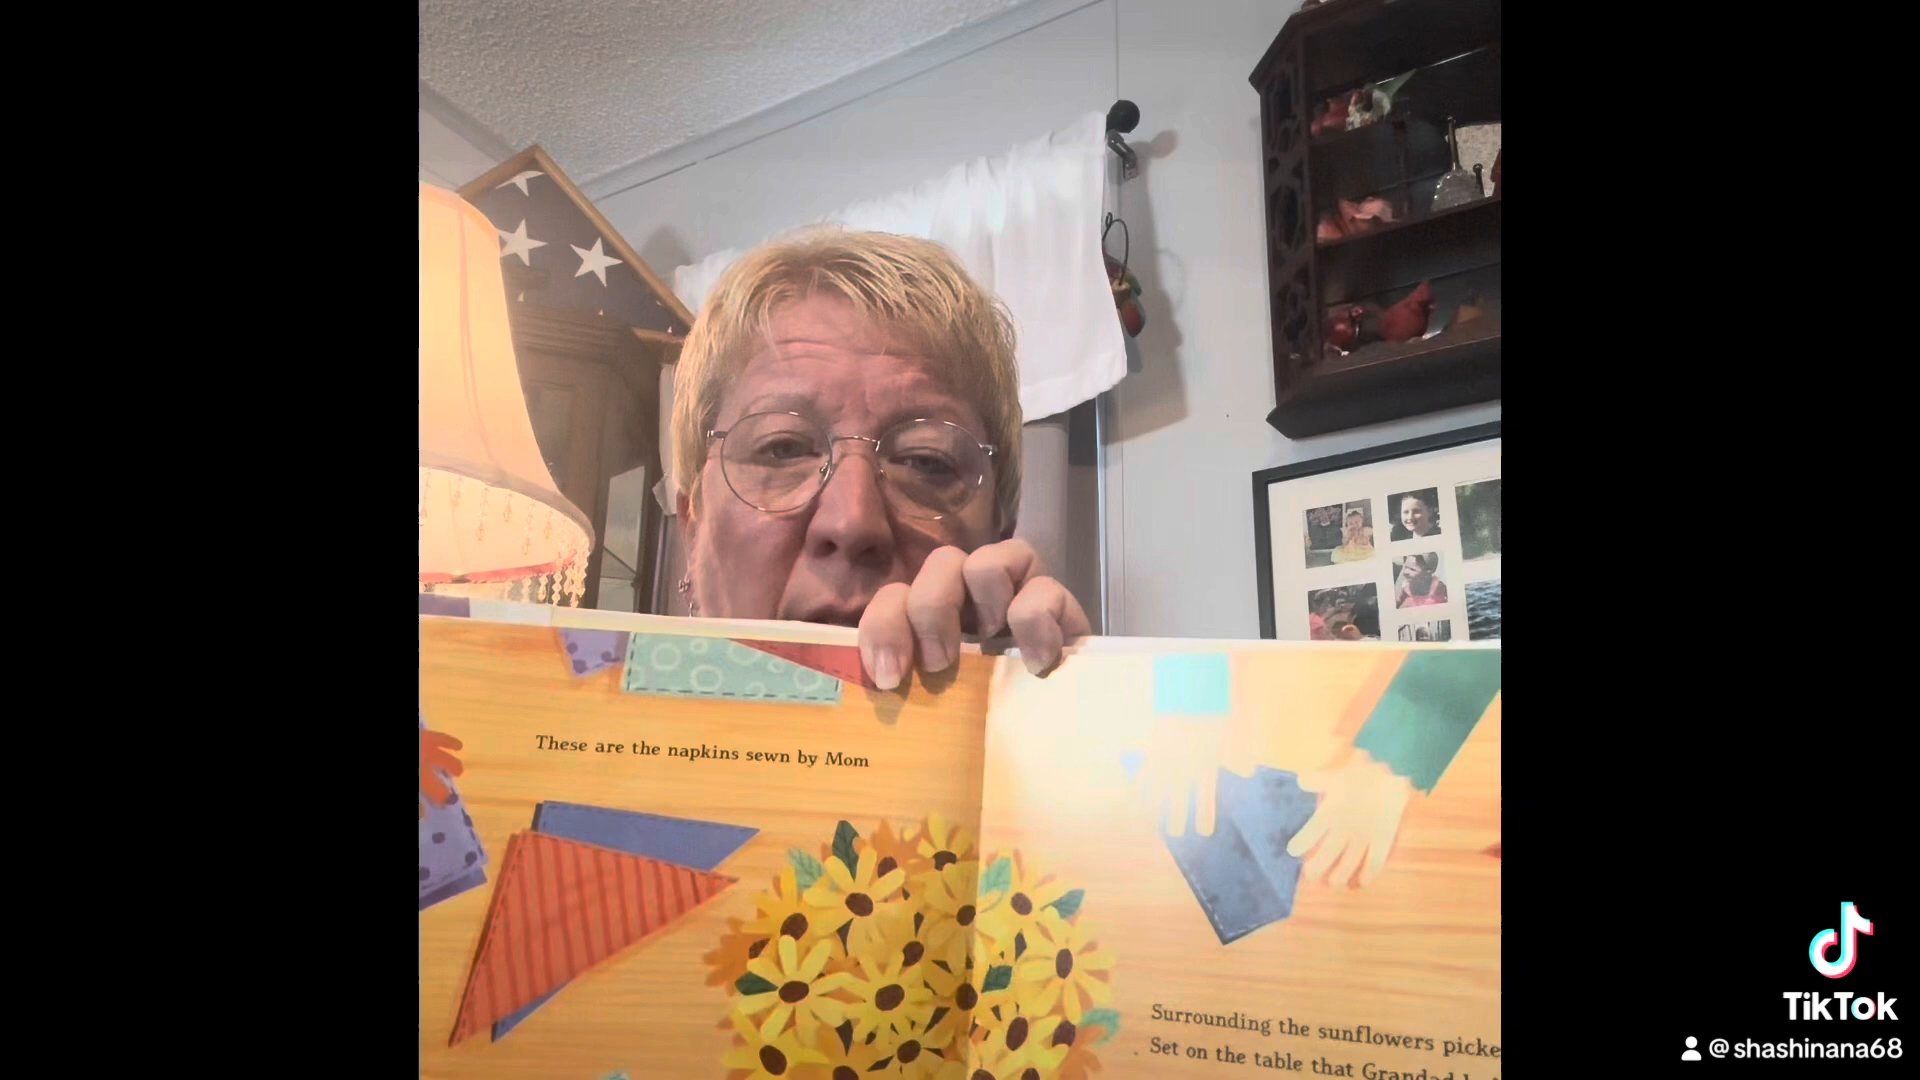 These are the napkins sewn by Mom
Surrounding the sunflowers picke
Set on the table that Grandad
TikTok
@shashinana68